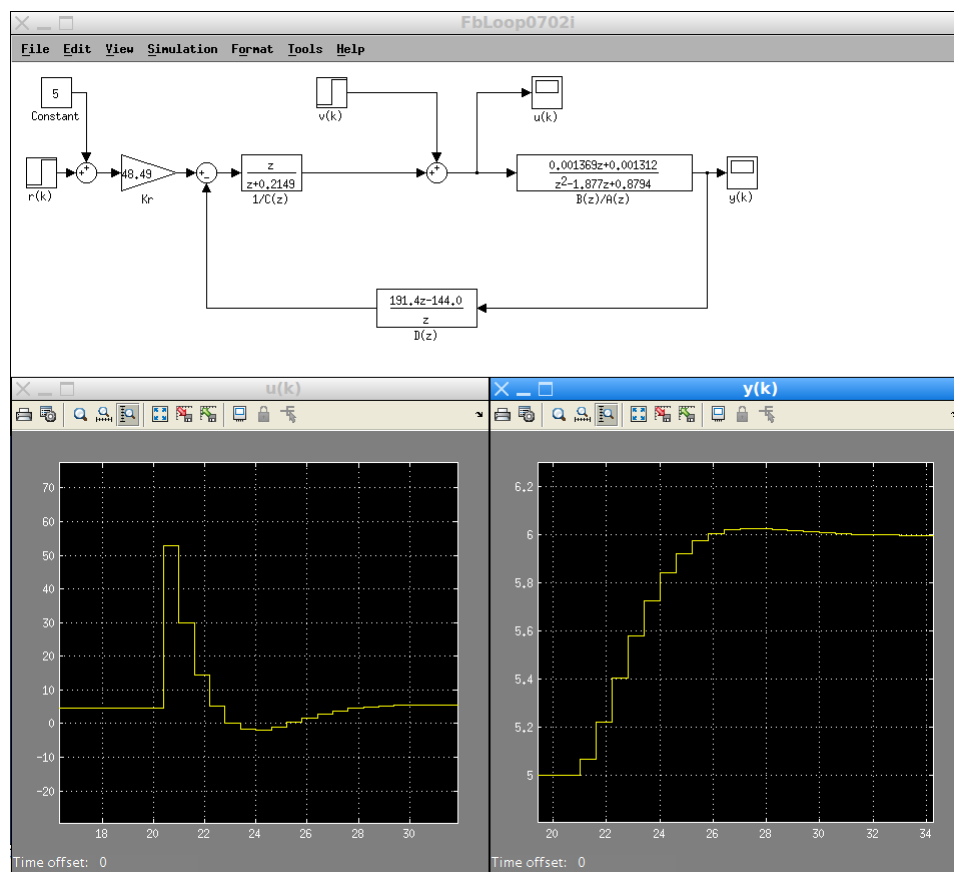 FbLoop0702i
File Edit View Simulation Format Tools Help
5
Constant
v(k)
u(k)
r(k)
48.49
Kr
z
z+0.2149
1/C(z)
0.001369z+0.001312
z2-1.877z+0.8794
B(z)/A(z)
y(k)
191.4z-144.0
z
D(z)
u(k)
70
60
50
40
30
20
10
0
-10
-20
18 20 22 24 26 28 30
Time offset: 0
y(k)
6.2
6
5.8
5.6
5.4
5.2
5
20 22 24 26 28 30 32 34
Time offset: 0